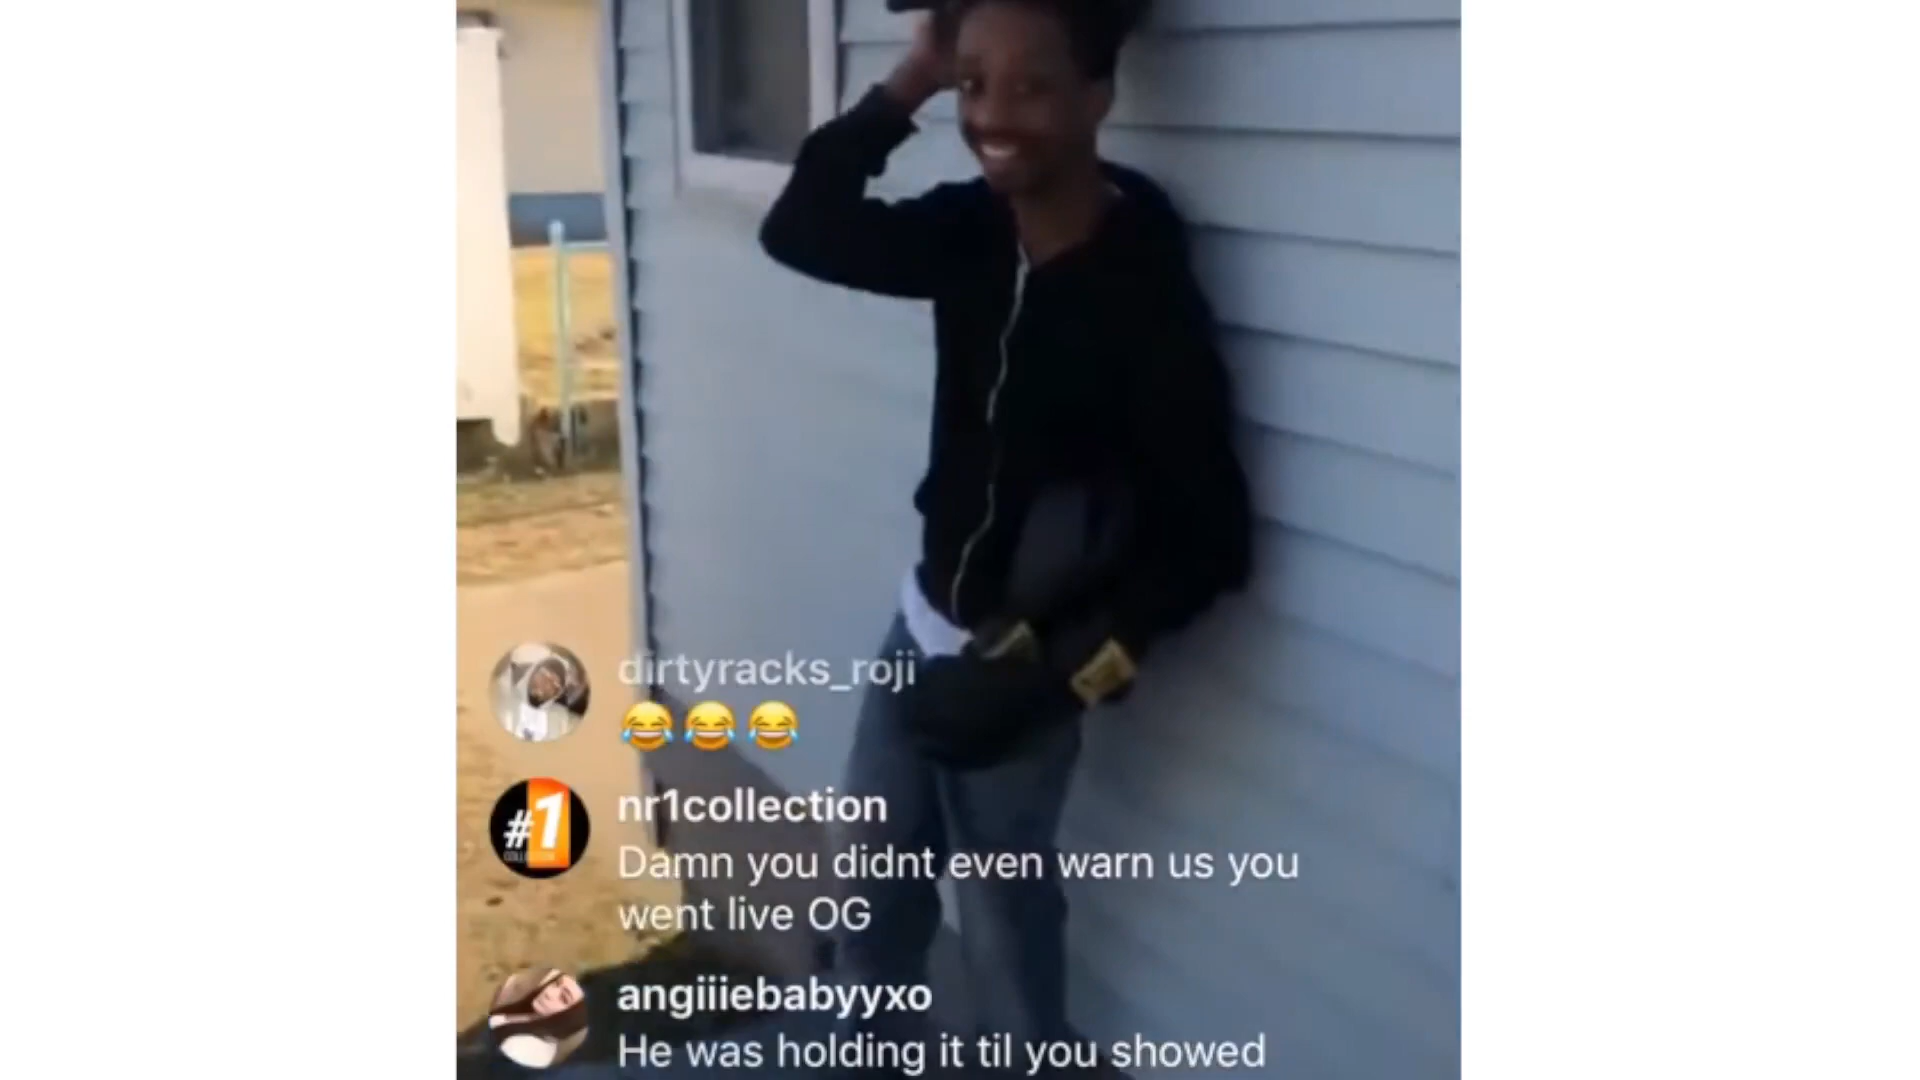 dirtyracks_roji
😂😂😂
#1
nr1collection
Damn you didnt even warn us you
went live OG
angiiiebabyyxo
He was holding it til you showed